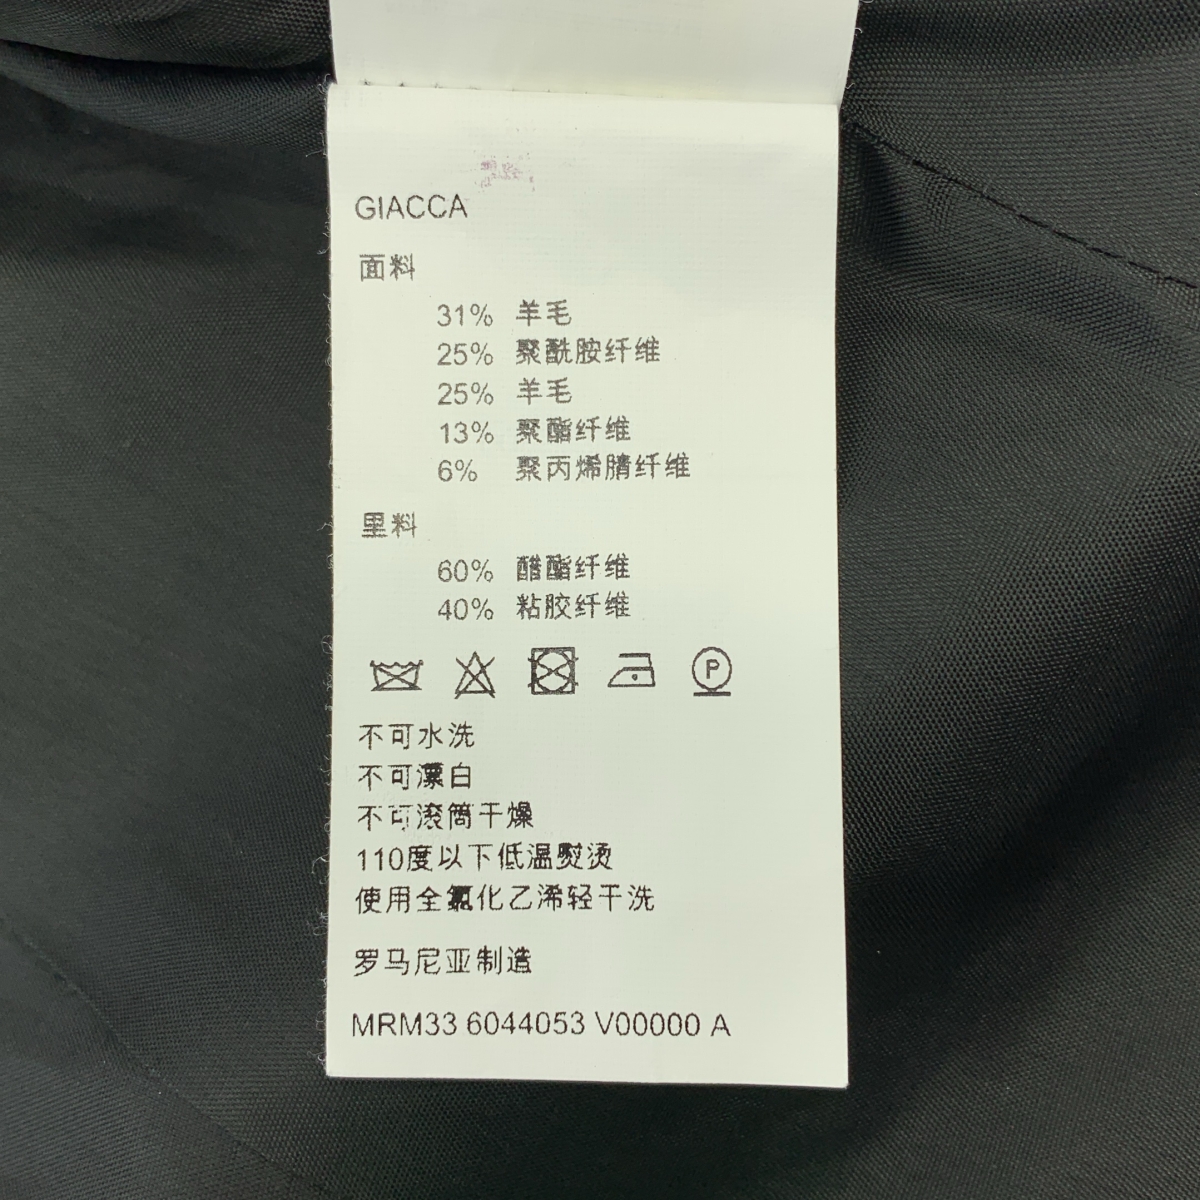 GIACCA
面料
31% 羊毛
25% 聚酰胺纤维
25% 羊毛
13% 聚酯纤维
6% 聚丙烯腈纤维
里料
60% 醋酯纤维
40% 粘胶纤维
P
不可水洗
不可漂白
不可滚筒干燥
110度以下低温熨烫
使用全氯化乙浠轻干洗
罗马尼亚制造
MRM33 6044053 V00000 A